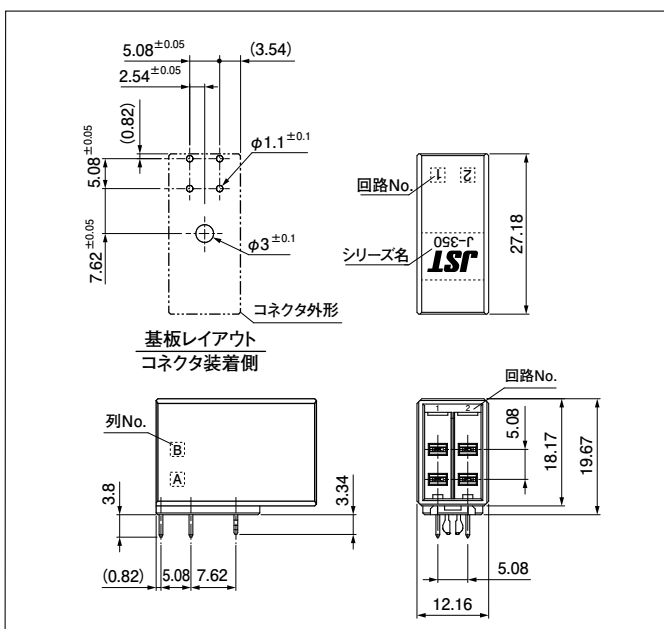 5.08±0.05
(3.54)
2.54±0.05
(0.82)
5.08±0.05
7.62±0.05
φ1.1±0.1
φ3±0.1
コネクタ外形
基板レイアウト
コネクタ装着側
1 2
回路No.
シリーズ名
J-350
JST
27.18
列No.
B
A
3.8
3.34
(0.82)
5.08
7.62
回路No.
1 2
5.08
18.17
19.67
5.08
12.16